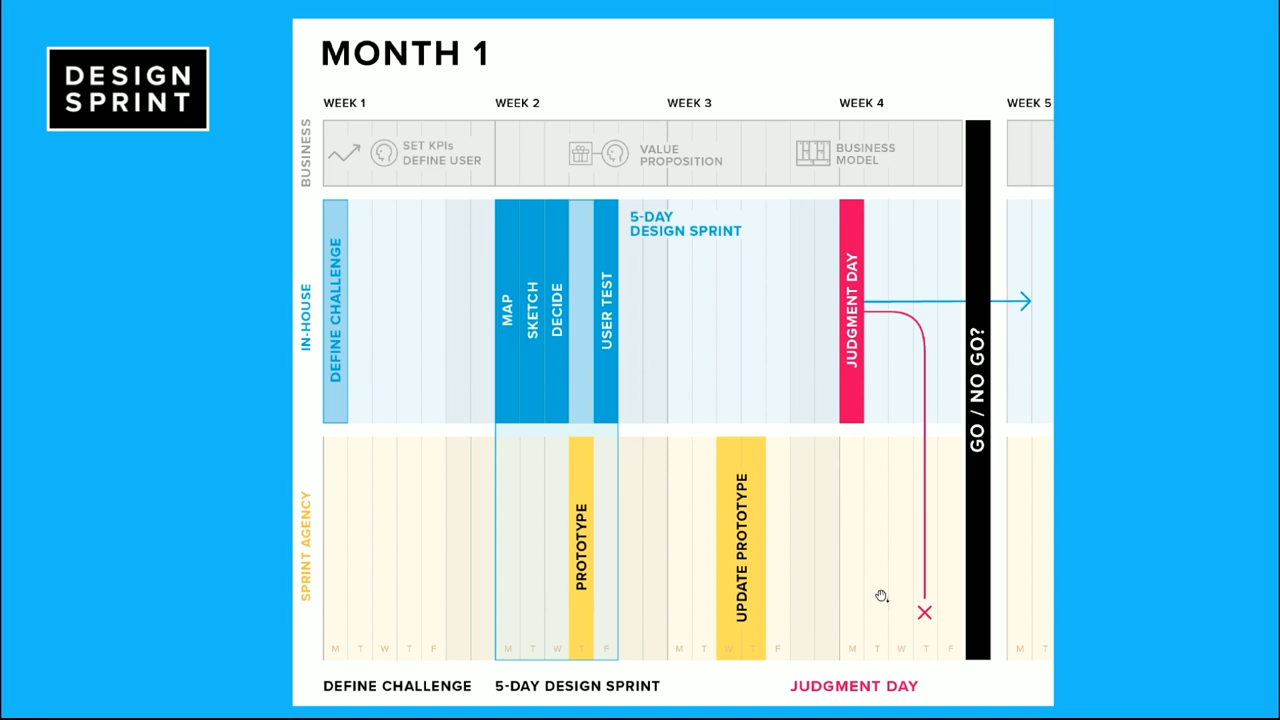 DESIGN
SPRINT
MONTH 1
WEEK 1
WEEK 2
WEEK 3
WEEK 4
WEEK 5
BUSINESS
SET KPIs
DEFINE USER
VALUE
PROPOSITION
BUSINESS
MODEL
IN-HOUSE
DEFINE CHALLENGE
MAP
SKETCH
DECIDE
USER TEST
5-DAY
DESIGN SPRINT
JUDGMENT DAY
GO / NO GO?
SPRINT AGENCY
PROTOTYPE
UPDATE PROTOTYPE
M T W T F
M T W T F
M T W T F
M T W T F
M T
DEFINE CHALLENGE
5-DAY DESIGN SPRINT
JUDGMENT DAY